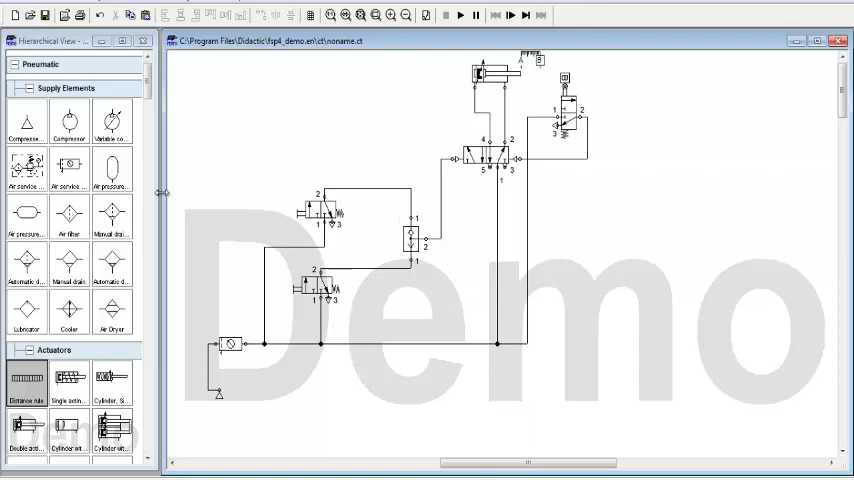 Hierarchical View - ...
C:\Program Files\Didactic\fsp4_demo.en\ct\noname.ct
Pneumatic
Supply Elements
Compresse...
Compressor
Variable co...
Air service ...
Air service...
Air pressure...
Air pressur...
Air filter
Manual drai...
Automatic d...
Manual drain
Automatic d...
Lubricator
Cooler
Air Dryer
Actuators
Distance rule
Single actin...
Cylinder, Si...
Double acti...
Cylinder wit...
Cylinder wit...
A
B
1
2
3
4
2
5
3
1
2
1
3
1
2
1
2
1
3
1
Demo
Demo